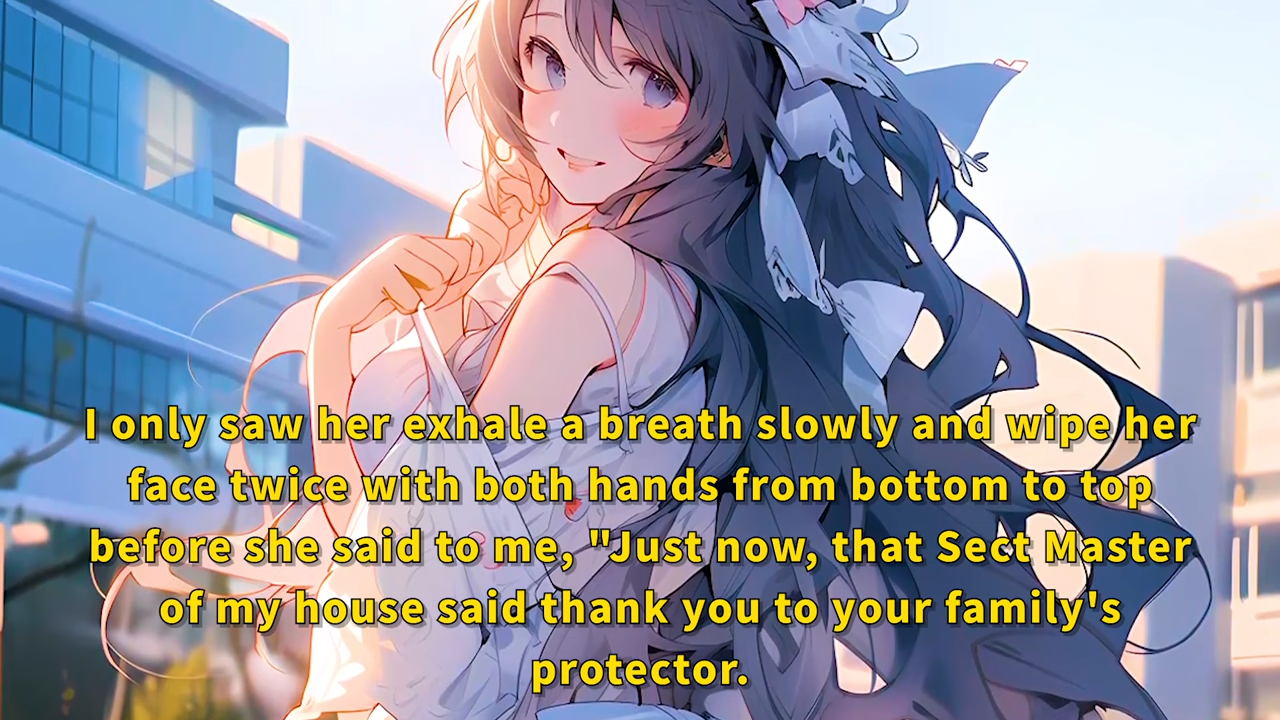 I only saw her exhale a breath slowly and wipe her
face twice with both hands from bottom to top
before she said to me, "Just now, that Sect Master
of my house said thank you to your family's
protector.